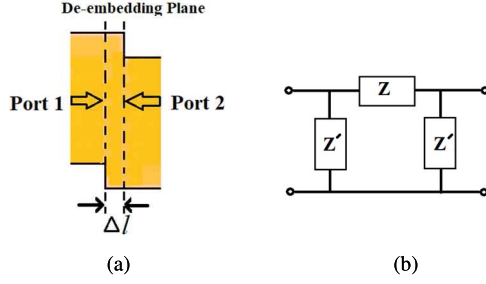 De-embedding Plane
Port 1
Port 2
Δl
(a)
Z
Z′
Z′
(b)